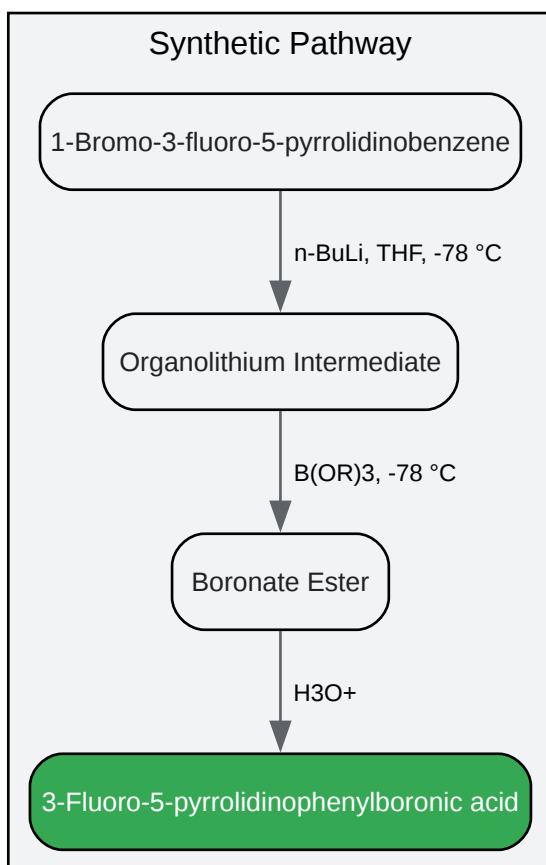 Synthetic Pathway
1-Bromo-3-fluoro-5-pyrrolidinobenzene
n-BuLi, THF, -78 °C
Organolithium Intermediate
B(OR)3, -78 °C
Boronate Ester
H3O+
3-Fluoro-5-pyrrolidinophenylboronic acid